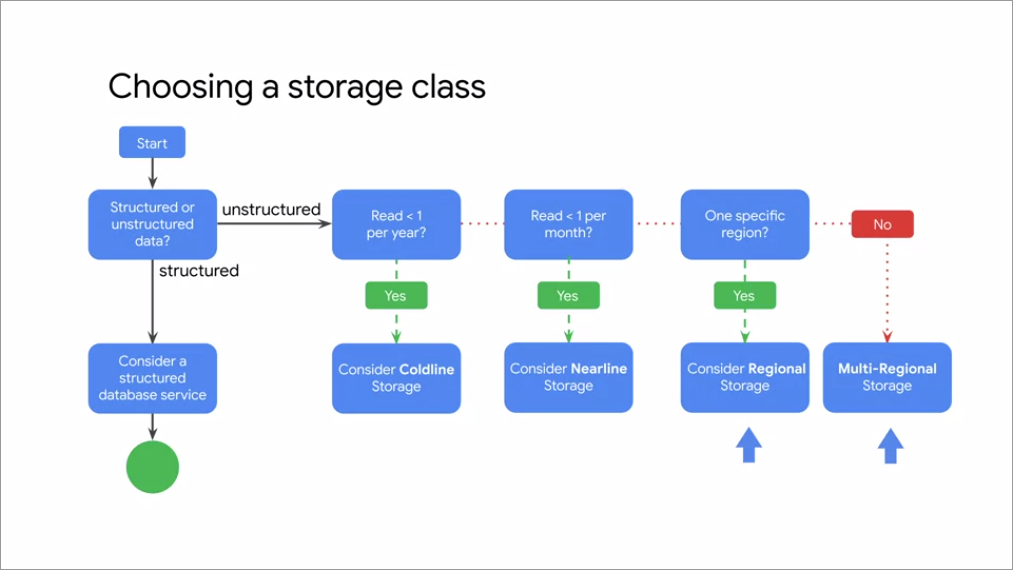 Choosing a storage class
Start
Structured or
unstructured
data?
unstructured
structured
Consider a
structured
database service
Read < 1
per year?
Yes
Consider Coldline
Storage
Read < 1 per
month?
Yes
Consider Nearline
Storage
One specific
region?
Yes
Consider Regional
Storage
No
Multi-Regional
Storage